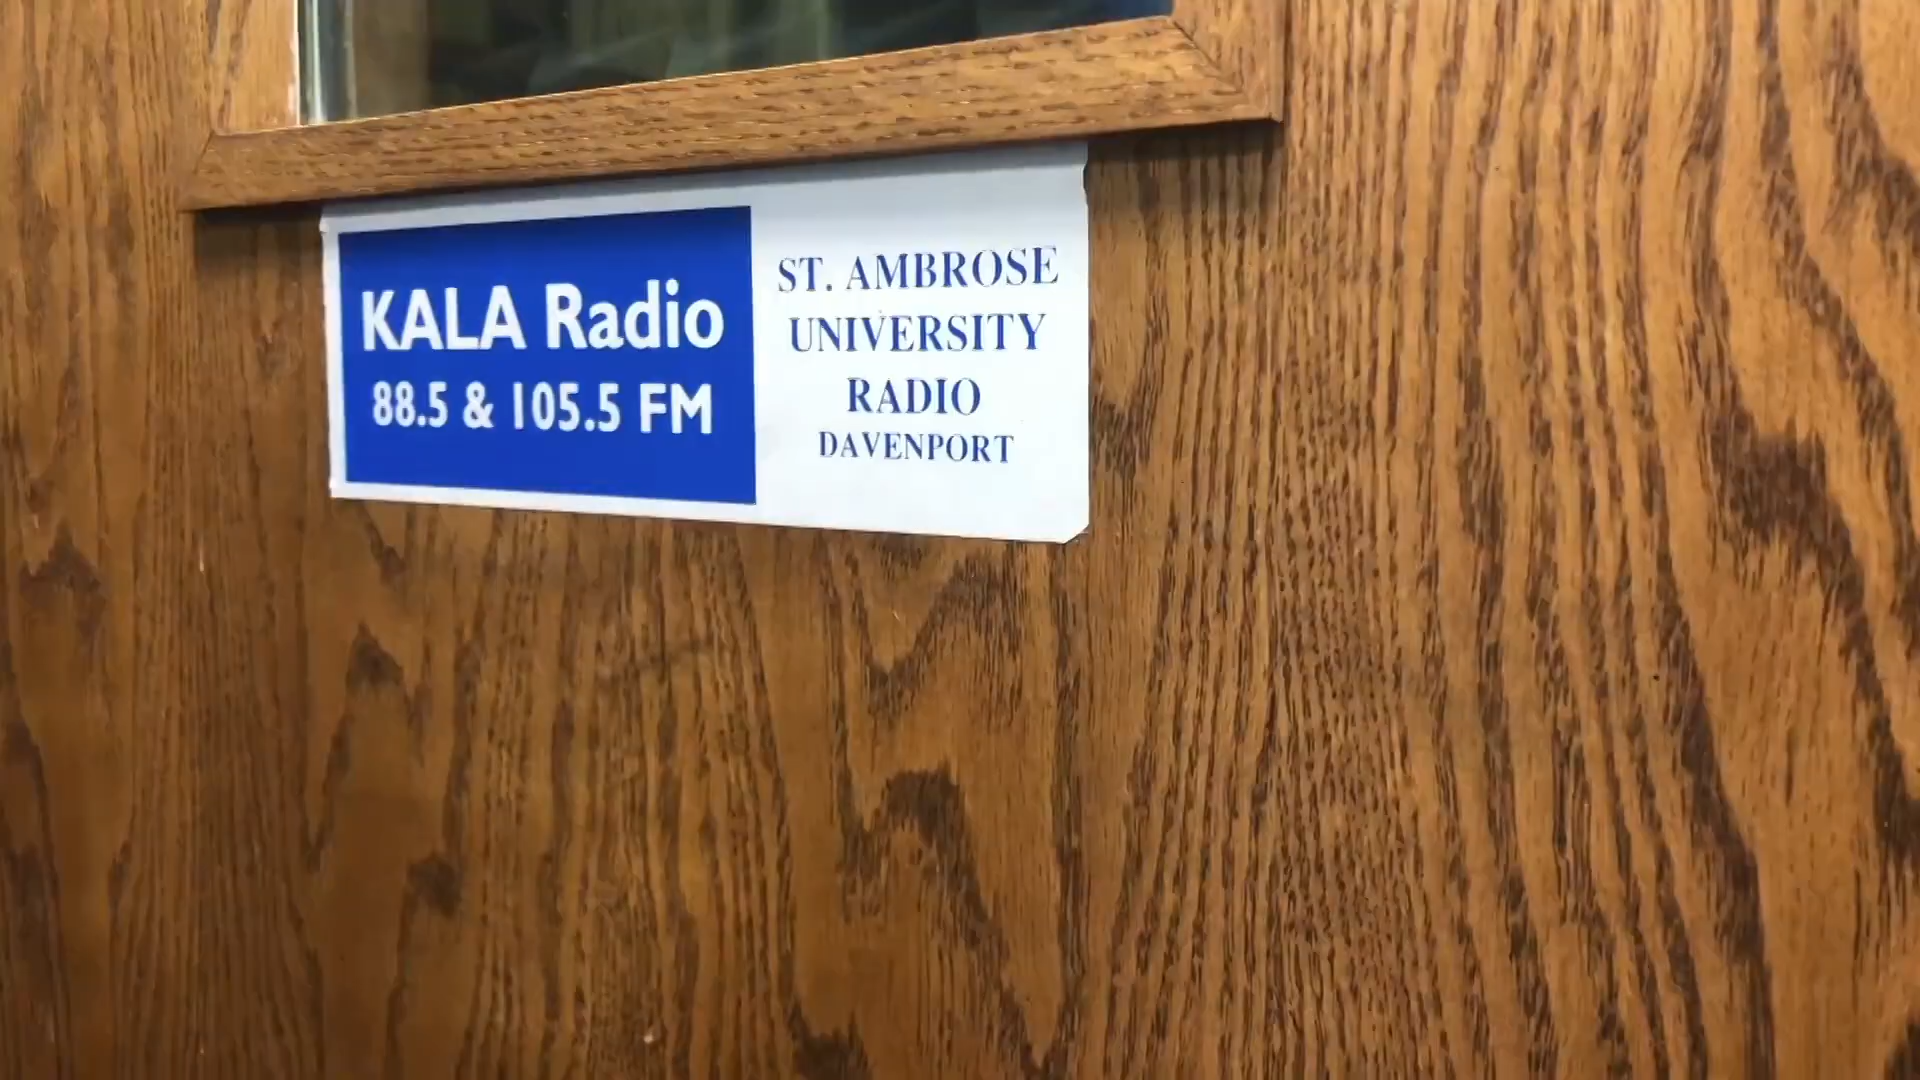 KALA Radio
88.5 & 105.5 FM
ST. AMBROSE
UNIVERSITY
RADIO
DAVENPORT